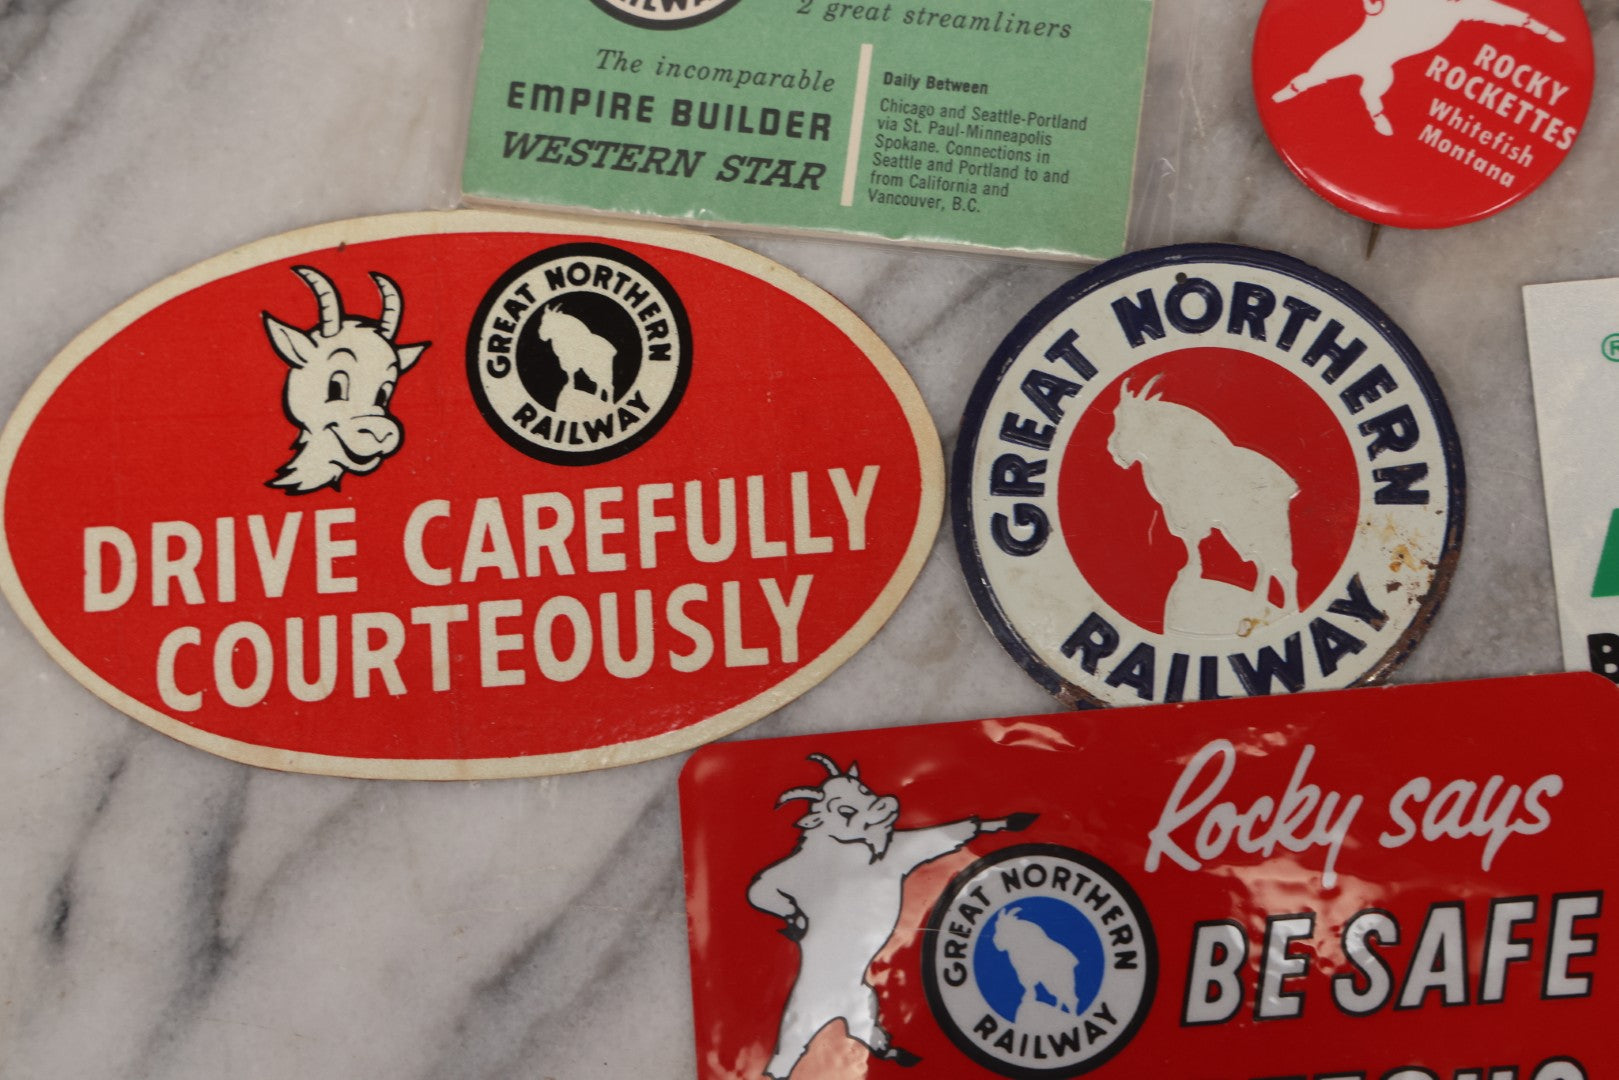 RAILWAY
2 great streamliners
The incomparable
EMPIRE BUILDER
WESTERN STAR
Daily Between
Chicago and Seattle-Portland
via St. Paul-Minneapolis
Spokane. Connections in
Seattle and Portland to and
from California and
Vancouver, B.C.
ROCKY
ROCKETTES
Whitefish
Montana
GREAT NORTHERN
RAILWAY
DRIVE CAREFULLY
COURTEOUSLY
GREAT NORTHERN
RAILWAY
®
B
Rocky says
BE SAFE
GREAT NORTHERN
RAILWAY